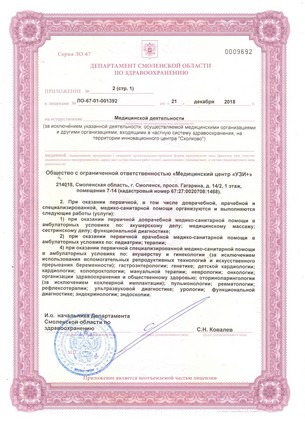 Серия ЛО-67
0009692
ДЕПАРТАМЕНТ СМОЛЕНСКОЙ ОБЛАСТИ
ПО ЗДРАВООХРАНЕНИЮ
ПРИЛОЖЕНИЕ № 2 (стр. 1)
к лицензии № ЛО-67-01-001392 от « 21 » декабря 2018
на осуществление Медицинской деятельности
(за исключением указанной деятельности, осуществляемой медицинскими организациями
и другими организациями, входящими в частную систему здравоохранения, на
территории инновационного центра "Сколково")
Общество с ограниченной ответственностью «Медицинский центр «УЗИ+»
214018, Смоленская область, г. Смоленск, просп. Гагарина, д. 14/2, 1 этаж,
помещения 7-14 (кадастровый номер 67:27:0020708:1468).
2. При оказании первичной, в том числе доврачебной, врачебной и
специализированной, медико-санитарной помощи организуются и выполняются
следующие работы (услуги):
1) при оказании первичной доврачебной медико-санитарной помощи в
амбулаторных условиях по: акушерскому делу; медицинскому массажу;
сестринскому делу; функциональной диагностике;
2) при оказании первичной врачебной медико-санитарной помощи в
амбулаторных условиях по: педиатрии; терапии;
4) при оказании первичной специализированной медико-санитарной помощи
в амбулаторных условиях по: акушерству и гинекологии (за исключением
использования вспомогательных репродуктивных технологий и искусственного
прерывания беременности); гастроэнтерологии; генетике; детской кардиологии;
кардиологии; колопроктологии; мануальной терапии; неврологии; онкологии;
организации здравоохранения и общественному здоровью; оториноларингологии
(за исключением кохлеарной имплантации); пульмонологии; ревматологии;
рефлексотерапии; ультразвуковой диагностике; урологии; функциональной
диагностике; эндокринологии; эндоскопии.
И.о. начальника Департамента
Смоленской области по
здравоохранению
С.Н. Ковалев
Приложение является неотъемлемой частью лицензии